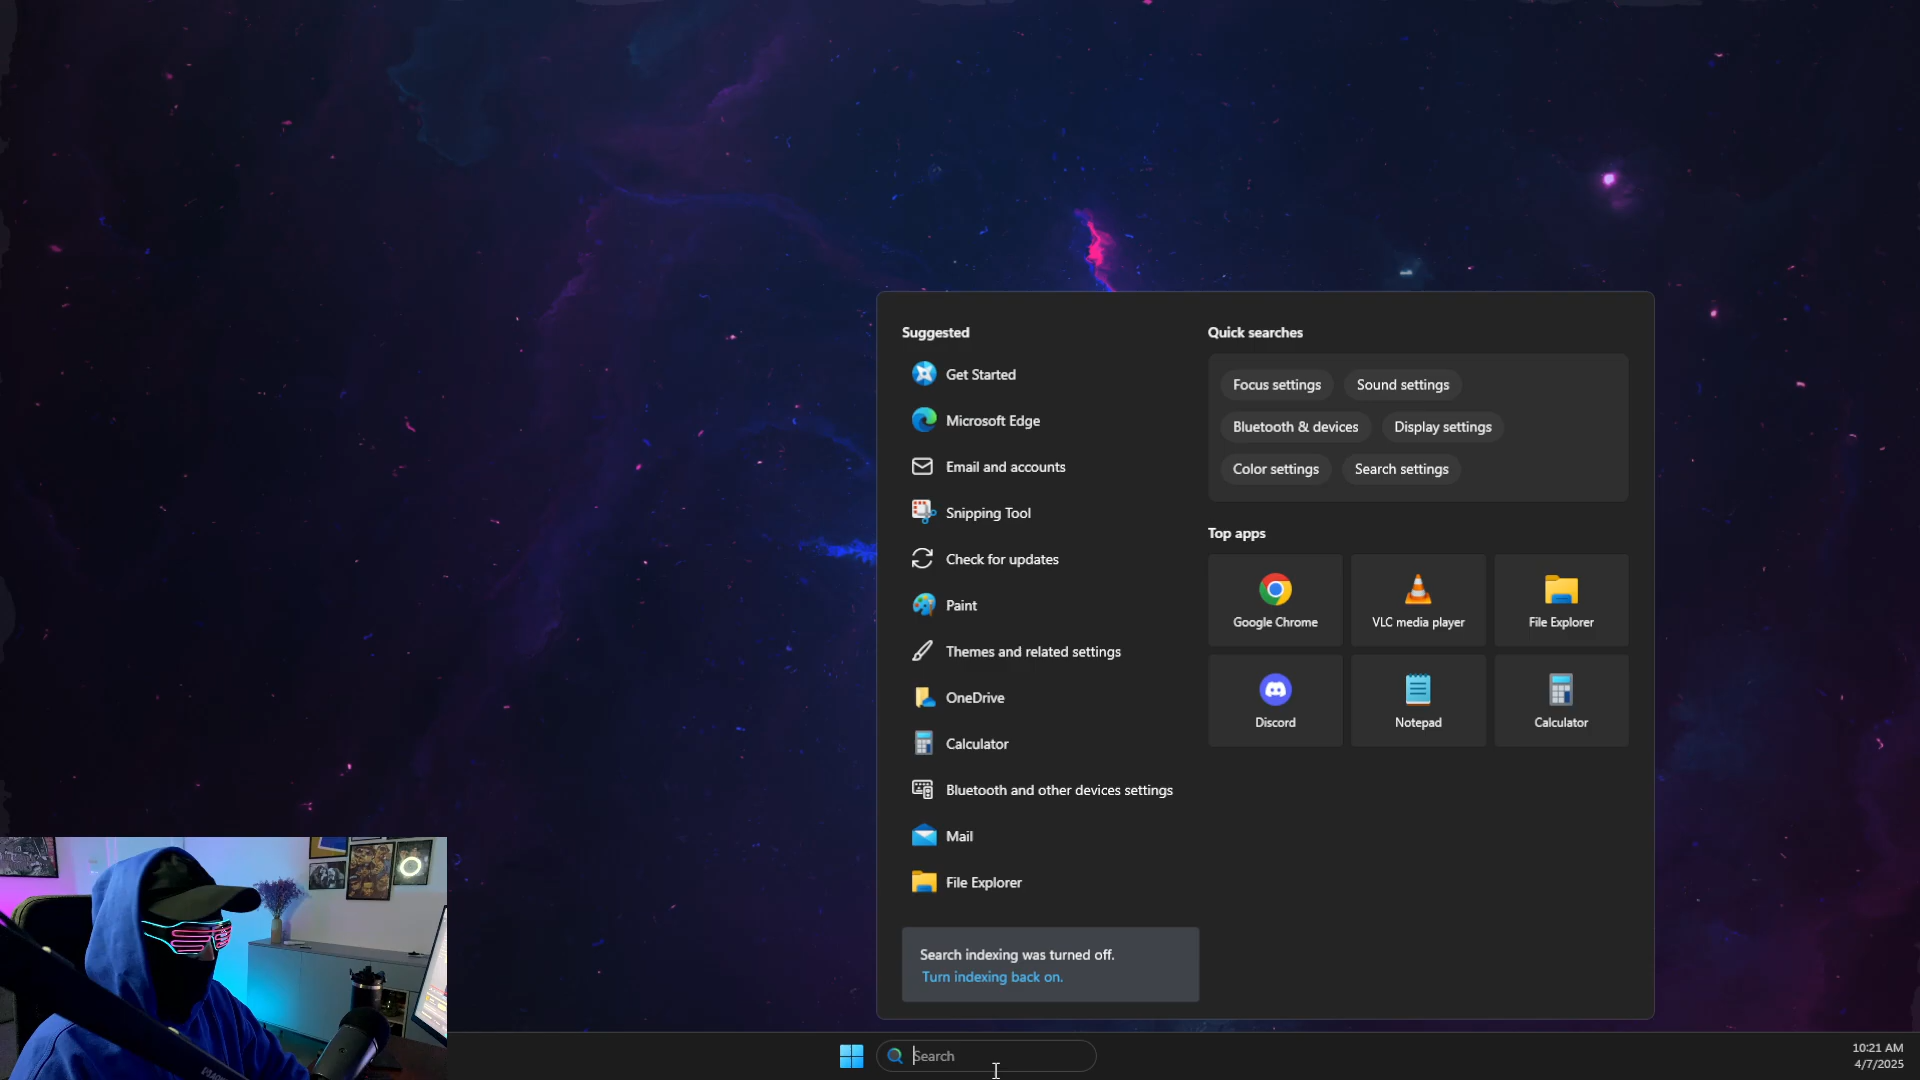 Suggested
Get Started
Microsoft Edge
Email and accounts
Snipping Tool
Check for updates
Paint
Themes and related settings
OneDrive
Calculator
Bluetooth and other devices settings
Mail
File Explorer
Search indexing was turned off.
Turn indexing back on.
Quick searches
Focus settings
Sound settings
Bluetooth & devices
Display settings
Color settings
Search settings
Top apps
Google Chrome
VLC media player
File Explorer
Discord
Notepad
Calculator
Search
10:21 AM
4/7/2025